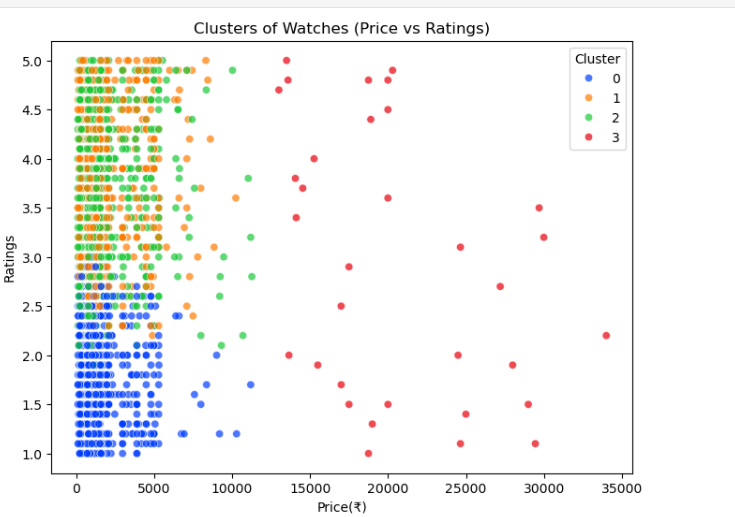 Clusters of Watches (Price vs Ratings)
Cluster
0
1
2
3
5.0
4.5
4.0
3.5
3.0
2.5
2.0
1.5
1.0
Ratings
0 5000 10000 15000 20000 25000 30000 35000
Price(₹)